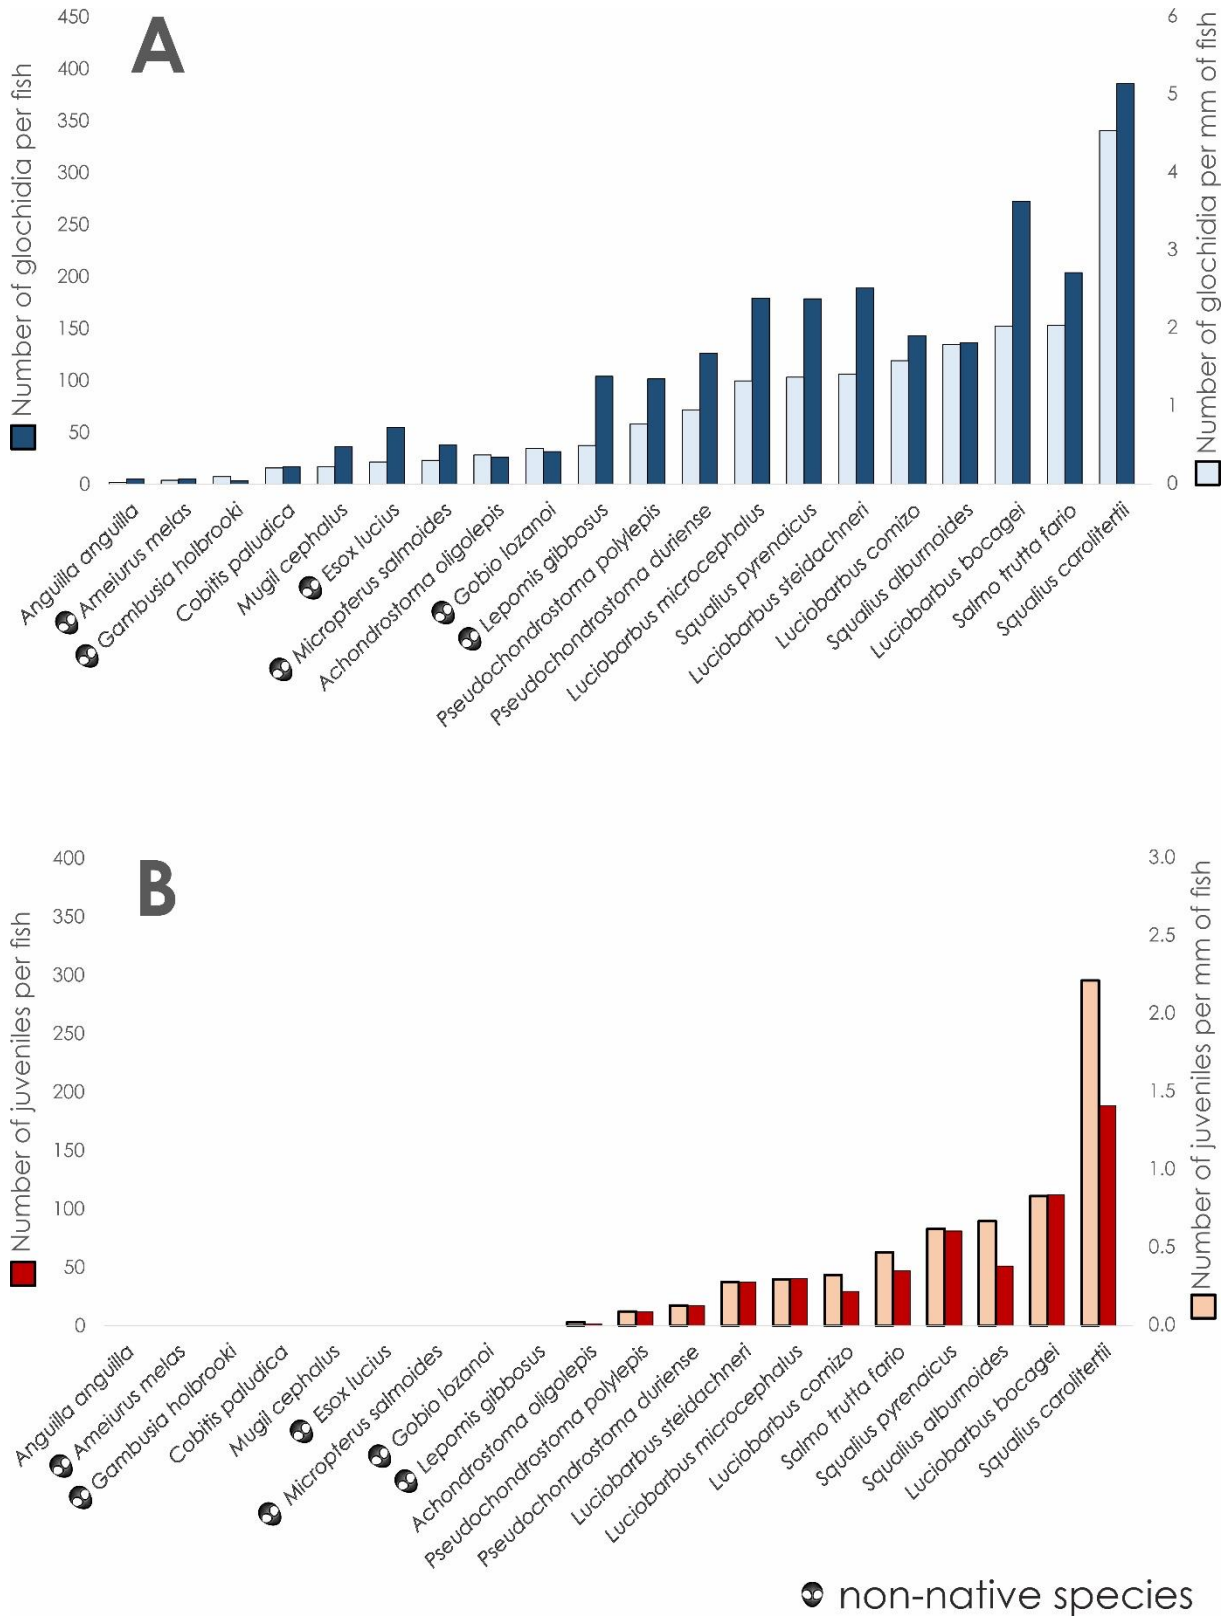 A
Number of glochidia per fish
450
400
350
300
250
200
150
100
50
0
Number of glochidia per mm of fish
6
5
4
3
2
1
0
Anguilla anguilla
Ameiurus melas
Gambusia holbrooki
Cobitis paludica
Mugil cephalus
Esox lucius
Micropterus salmoides
Achondrostoma oligolepis
Gobio lozanoi
Lepomis gibbosus
Pseudochondrostoma polylepis
Pseudochondrostoma duriense
Luciobarbus microcephalus
Squalius pyrenaicus
Luciobarbus steidachneri
Luciobarbus comizo
Squalius alburnoides
Luciobarbus bocagei
Salmo trutta fario
Squalius carolitertii
B
Number of juveniles per fish
400
350
300
250
200
150
100
50
0
Number of juveniles per mm of fish
3.0
2.5
2.0
1.5
1.0
0.5
0.0
Anguilla anguilla
Ameiurus melas
Gambusia holbrooki
Cobitis paludica
Mugil cephalus
Esox lucius
Micropterus salmoides
Gobio lozanoi
Lepomis gibbosus
Achondrostoma oligolepis
Pseudochondrostoma polylepis
Pseudochondrostoma duriense
Luciobarbus steidachneri
Luciobarbus microcephalus
Luciobarbus comizo
Salmo trutta fario
Squalius pyrenaicus
Squalius alburnoides
Luciobarbus bocagei
Squalius carolitertii
non-native species